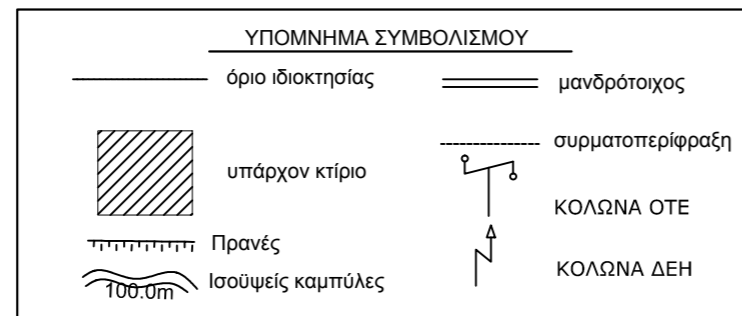 ΥΠΟΜΝΗΜΑ ΣΥΜΒΟΛΙΣΜΟΥ
όριο ιδιοκτησίας
μανδρότοιχος
συρματοπερίφραξη
υπάρχον κτίριο
ΚΟΛΩΝΑ ΟΤΕ
Πρανές
Ισοϋψείς καμπύλες
100.0m
ΚΟΛΩΝΑ ΔΕΗ